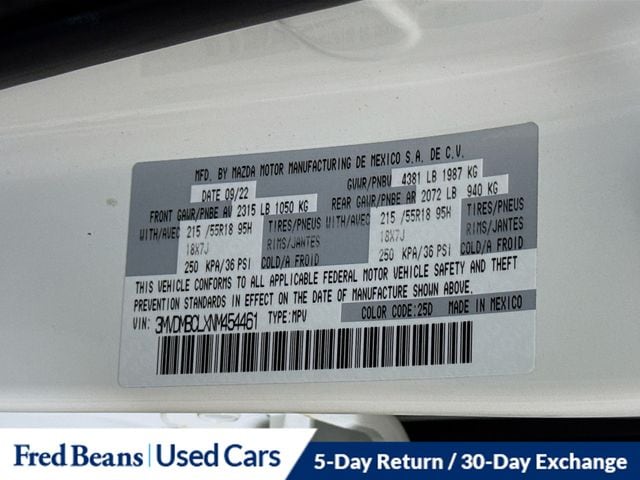 MFD. BY MAZDA MOTOR MANUFACTURING DE MEXICO S.A. DE C.V.
DATE 09/22 GVWR/PNBV 4381 LB 1987 KG
FRONT GAWR/PNBE AV 2315 LB 1050 KG REAR GAWR/PNBE AR 2072 LB 940 KG
WITH/AVEC 215 /55R18 95H TIRES/PNEUS WITH/AVEC 215 /55R18 95H TIRES/PNEUS
18X7J RIMS/JANTES 18X7J RIMS/JANTES
250 KPA/36 PSI COLD/A FROID 250 KPA/36 PSI COLD/A FROID
THIS VEHICLE CONFORMS TO ALL APPLICABLE FEDERAL MOTOR VEHICLE SAFETY AND THEFT
PREVENTION STANDARDS IN EFFECT ON THE DATE OF MANUFACTURE SHOWN ABOVE.
VIN: 3MVDMBCLXNM454461 TYPE:MPV COLOR CODE:25D MADE IN MEXICO
Fred Beans | Used Cars 5-Day Return / 30-Day Exchange